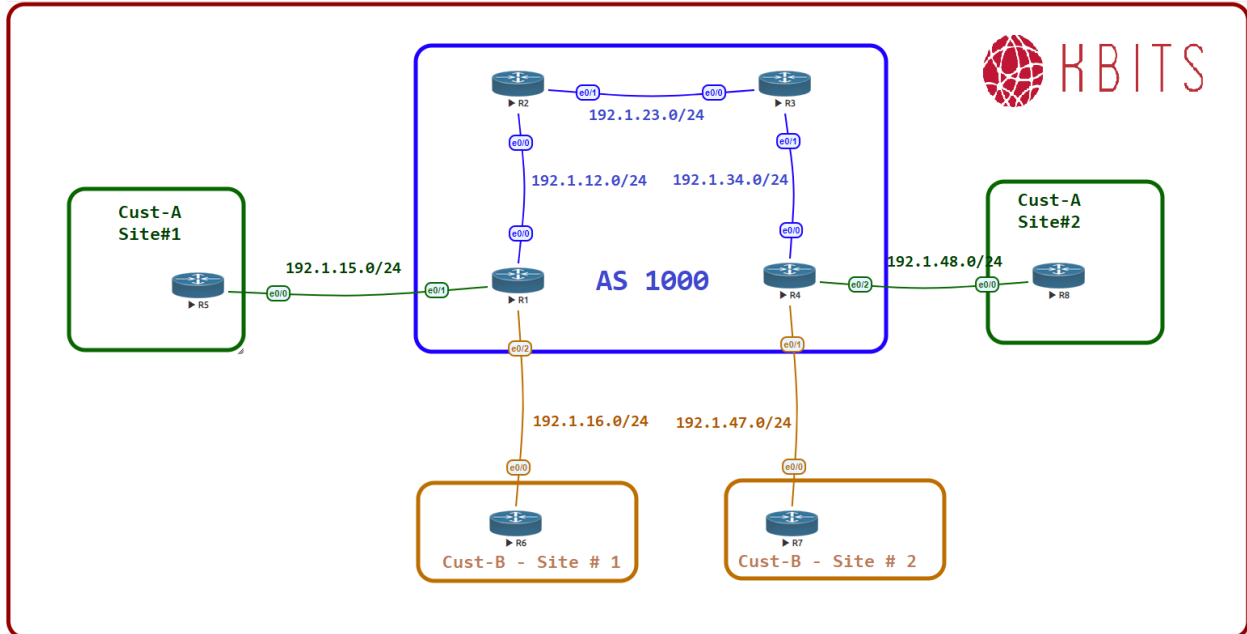 KBITS
R2
e0/1
e0/0
R3
192.1.23.0/24
e0/0
e0/1
192.1.12.0/24
192.1.34.0/24
Cust-A
Site#1
Cust-A
Site#2
e0/0
e0/0
192.1.15.0/24
AS 1000
192.1.48.0/24
R5
e0/0
e0/1
R1
R4
e0/2
e0/0
R8
e0/2
e0/1
192.1.16.0/24
192.1.47.0/24
e0/0
e0/0
R6
R7
Cust-B - Site # 1
Cust-B - Site # 2